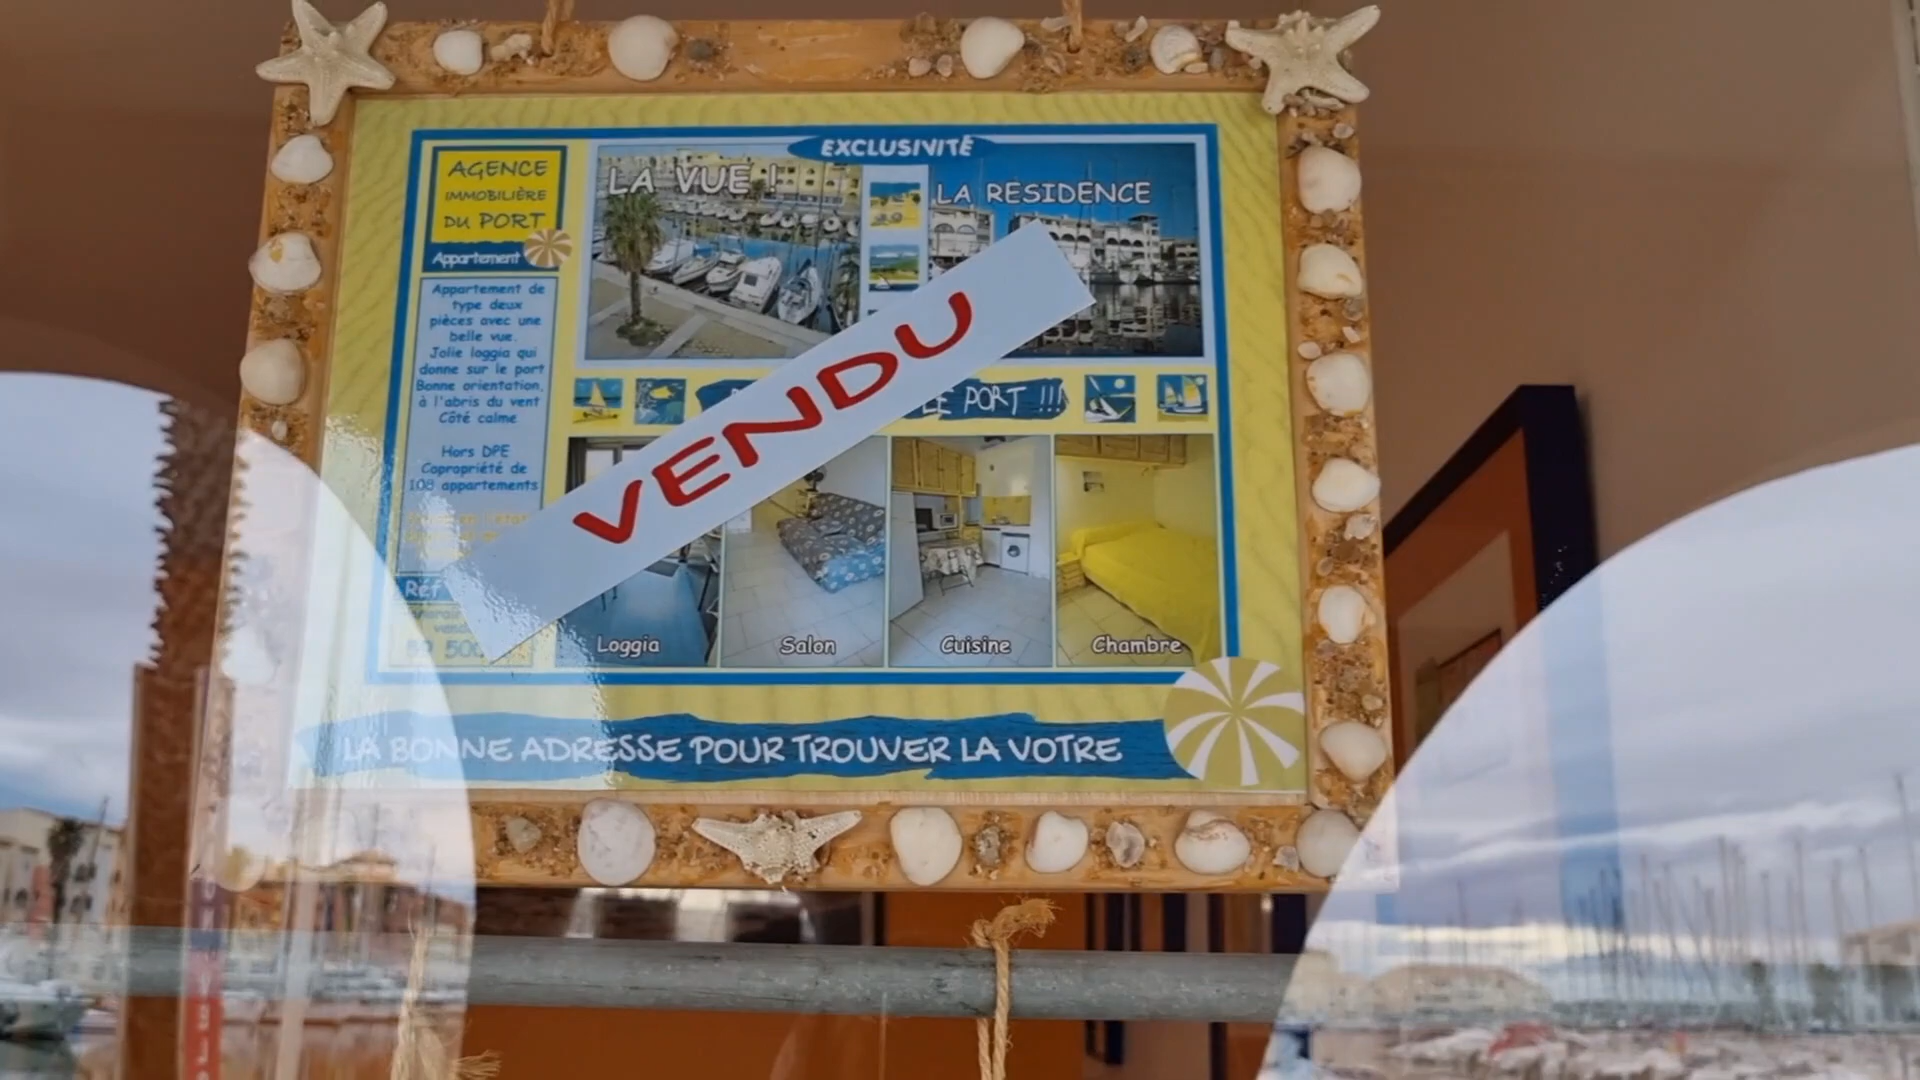 EXCLUSIVITÉ
AGENCE
IMMOBILIÈRE
DU PORT
Appartement
Appartement de
type deux
pièces avec une
belle vue.
Jolie loggia qui
donne sur le port
Bonne orientation,
à l'abris du vent
Côté calme
Hors DPE
Copropriété de
108 appartements
Réf
LA VUE !
LA RESIDENCE
VENDU
LE PORT !!!
Loggia
Salon
Cuisine
Chambre
LA BONNE ADRESSE POUR TROUVER LA VOTRE